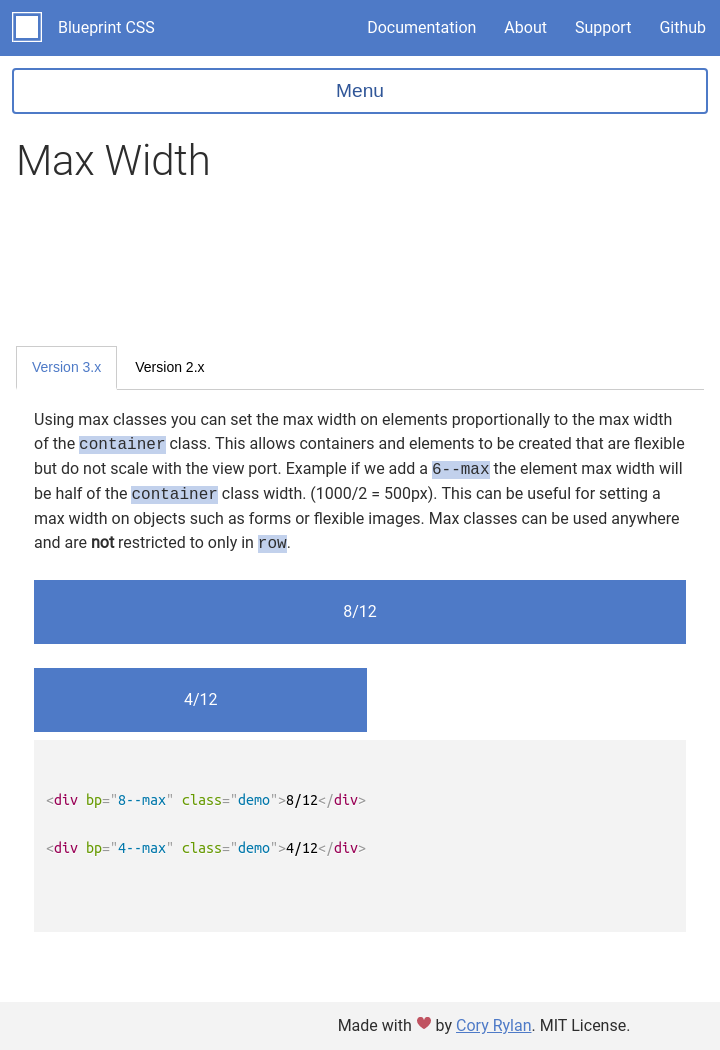 Blueprint CSS Documentation About Support Github
Menu
Max Width
Version 3.x Version 2.x
Using max classes you can set the max width on elements proportionally to the max width
of the container class. This allows containers and elements to be created that are flexible
but do not scale with the view port. Example if we add a 6--max the element max width will
be half of the container class width. (1000/2 = 500px). This can be useful for setting a
max width on objects such as forms or flexible images. Max classes can be used anywhere
and are not restricted to only in row.
8/12
4/12
<div bp="8--max" class="demo">8/12</div>
<div bp="4--max" class="demo">4/12</div>
Made with ❤ by Cory Rylan. MIT License.